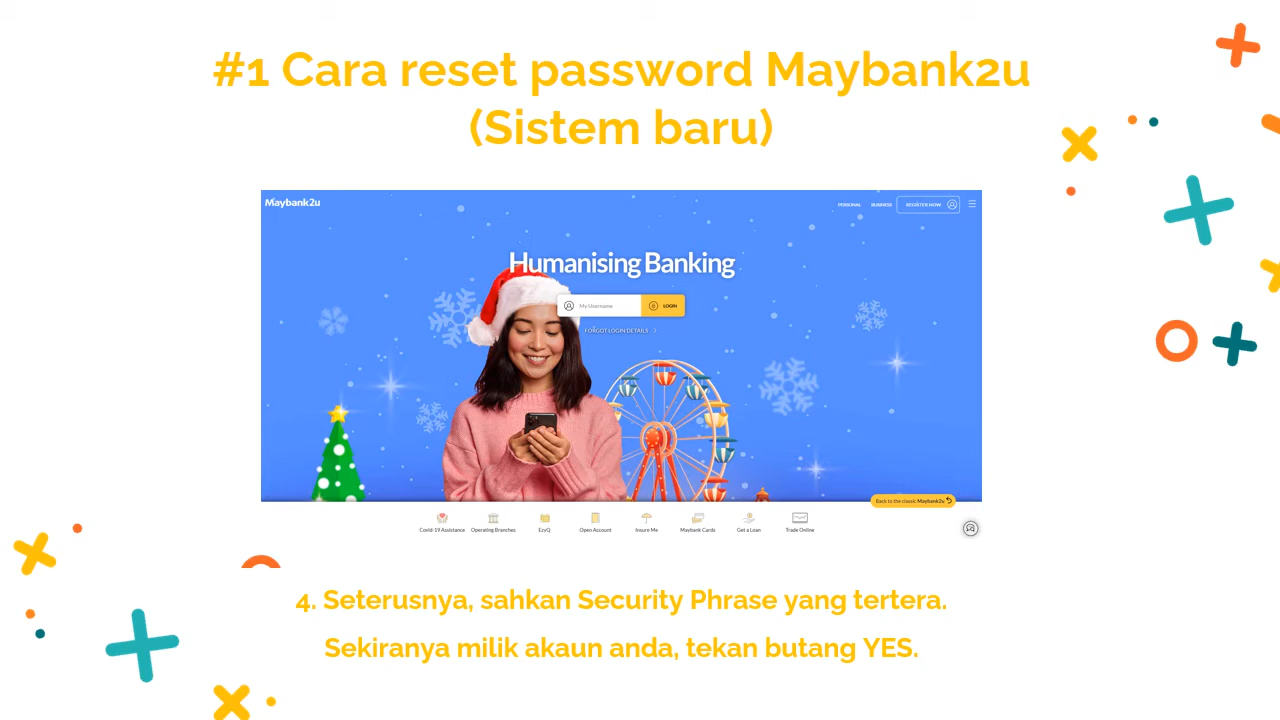 #1 Cara reset password Maybank2u
(Sistem baru)
Maybank2u
PERSONAL
BUSINESS
REGISTER NOW
Humanising Banking
My Username
LOGIN
FORGOT LOGIN DETAILS
Back to the classic Maybank2u
Covid-19 Assistance
Operating Branches
EzyQ
Open Account
Insure Me
Maybank Cards
Get a Loan
Trade Online
4. Seterusnya, sahkan Security Phrase yang tertera.
Sekiranya milik akaun anda, tekan butang YES.